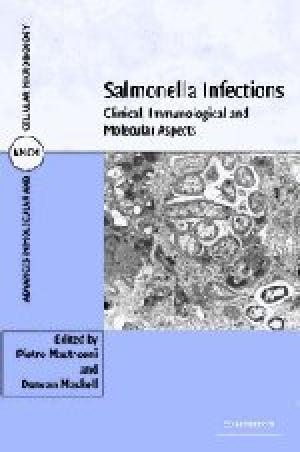 Salmonella Infections
Clinical, Immunological and
Molecular Aspects
ADVANCES IN MOLECULAR AND
CELLULAR MICROBIOLOGY
Edited by
Pietro Mastroeni
and
Duncan Maskell
CAMBRIDGE